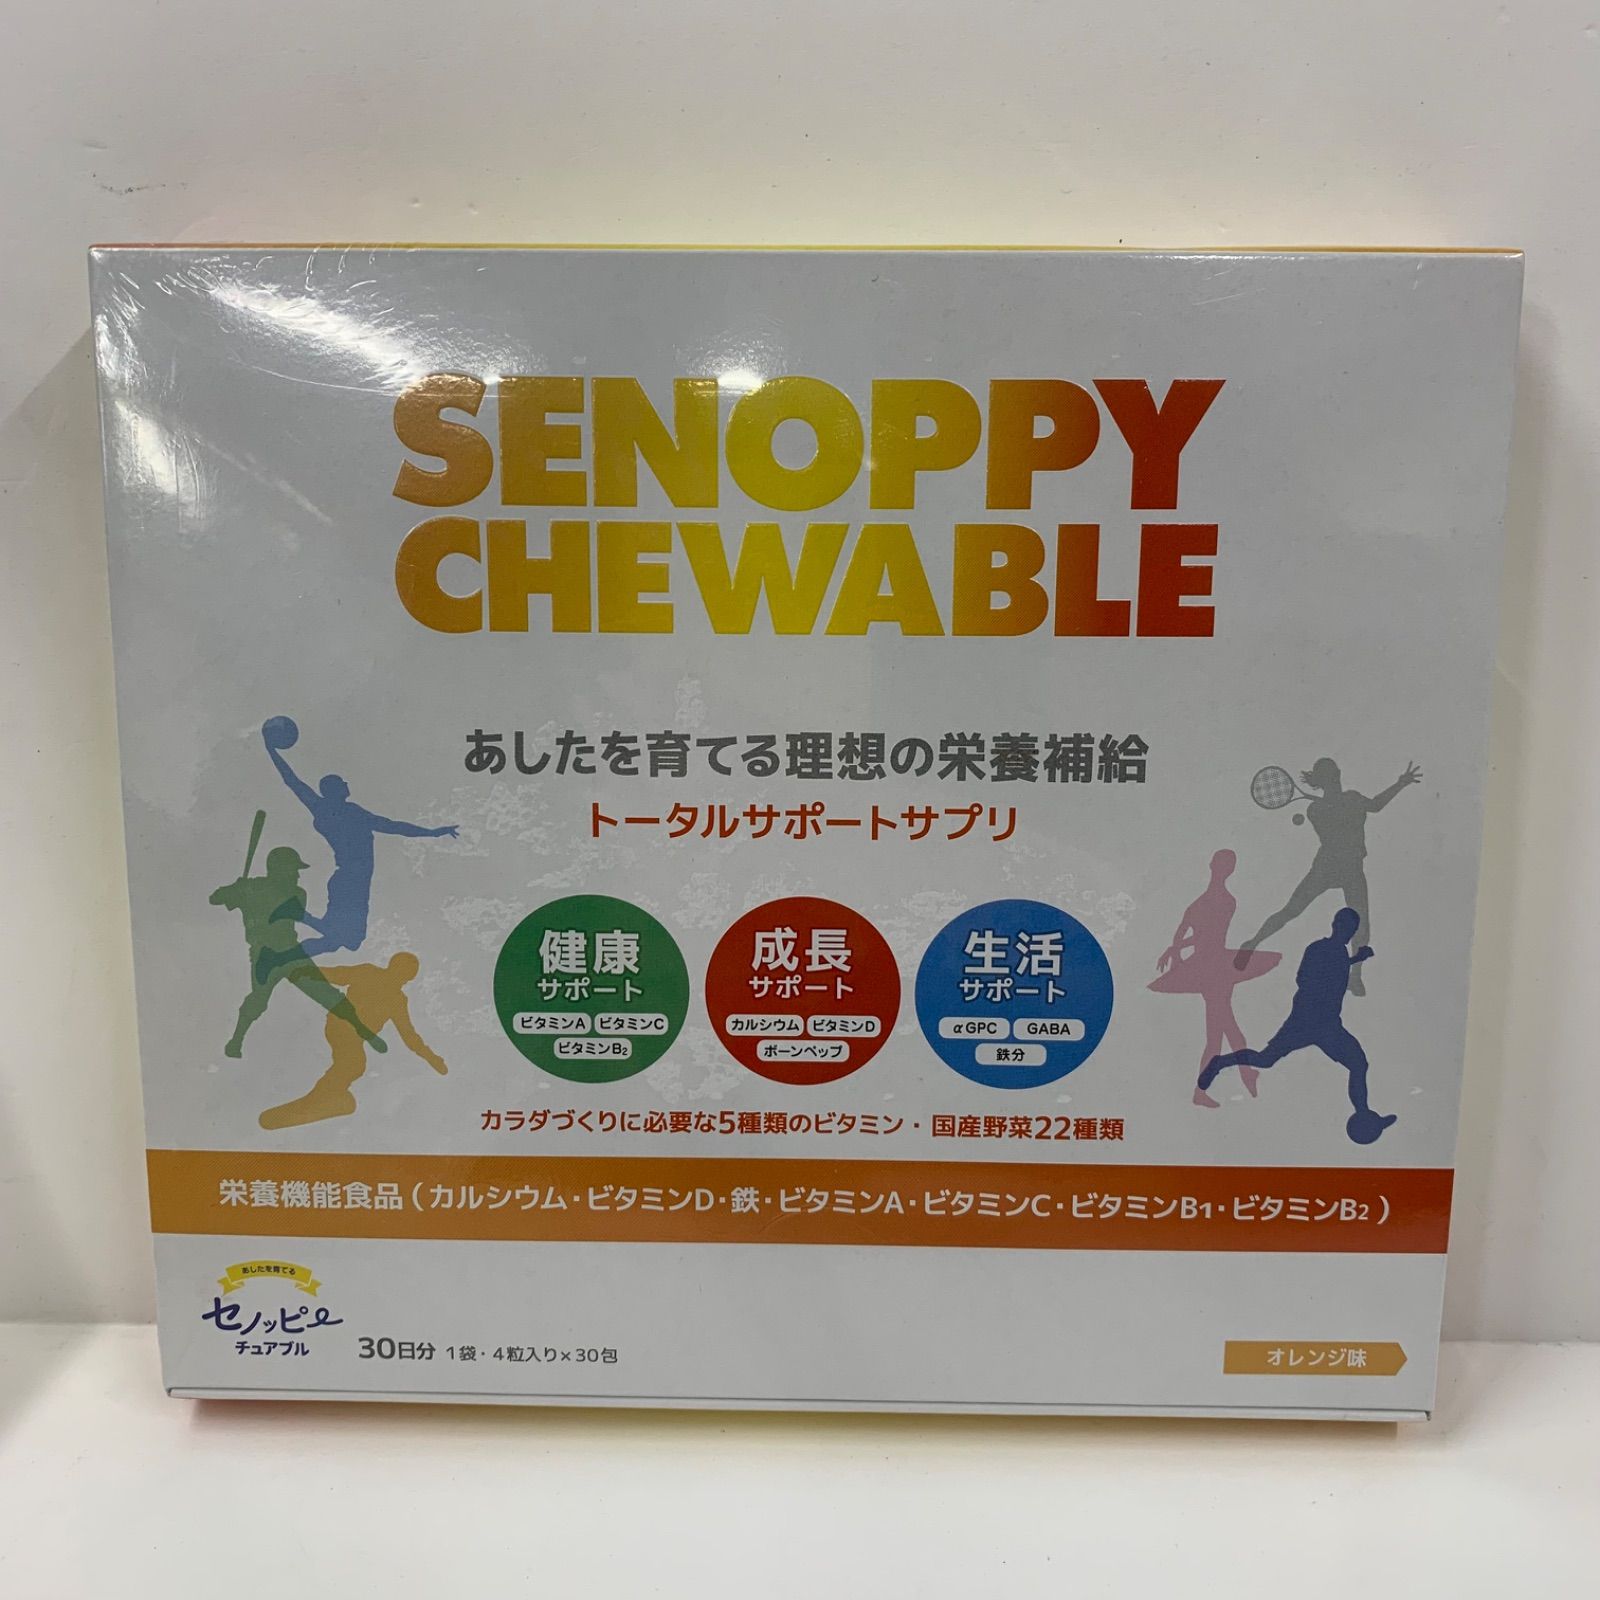 SENOPPY
CHEWABLE
あしたを育てる理想の栄養補給
トータルサポートサプリ
健康
サポート
ビタミンA ビタミンC
ビタミンB2
成長
サポート
カルシウム ビタミンD
ボーンペップ
生活
サポート
αGPC GABA
鉄分
カラダづくりに必要な5種類のビタミン・国産野菜22種類
栄養機能食品(カルシウム・ビタミンD・鉄・ビタミンA・ビタミンC・ビタミンB1・ビタミンB2)
あしたを育てる
セノッピー
チュアブル
30日分 1袋・4粒入り×30包
オレンジ味